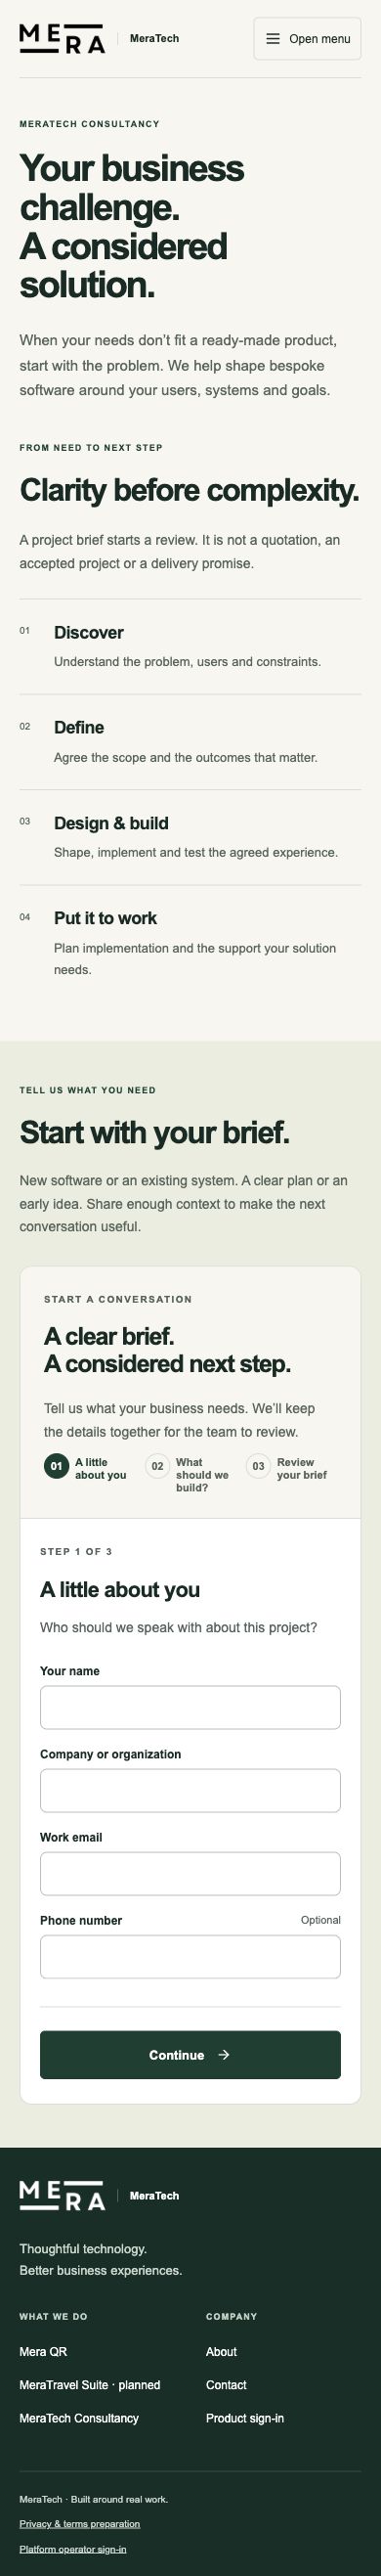 MERA
MeraTech
Open menu
MERATECH CONSULTANCY
Your business
challenge.
A considered
solution.
When your needs don’t fit a ready-made product,
start with the problem. We help shape bespoke
software around your users, systems and goals.
FROM NEED TO NEXT STEP
Clarity before complexity.
A project brief starts a review. It is not a quotation, an
accepted project or a delivery promise.
01
Discover
Understand the problem, users and constraints.
02
Define
Agree the scope and the outcomes that matter.
03
Design & build
Shape, implement and test the agreed experience.
04
Put it to work
Plan implementation and the support your solution
needs.
TELL US WHAT YOU NEED
Start with your brief.
New software or an existing system. A clear plan or an
early idea. Share enough context to make the next
conversation useful.
START A CONVERSATION
A clear brief.
A considered next step.
Tell us what your business needs. We’ll keep
the details together for the team to review.
01
A little
about you
02
What
should we
build?
03
Review
your brief
STEP 1 OF 3
A little about you
Who should we speak with about this project?
Your name
Company or organization
Work email
Phone number
Optional
Continue
MERA
MeraTech
Thoughtful technology.
Better business experiences.
WHAT WE DO
Mera QR
MeraTravel Suite · planned
MeraTech Consultancy
COMPANY
About
Contact
Product sign-in
MeraTech · Built around real work.
Privacy & terms preparation
Platform operator sign-in